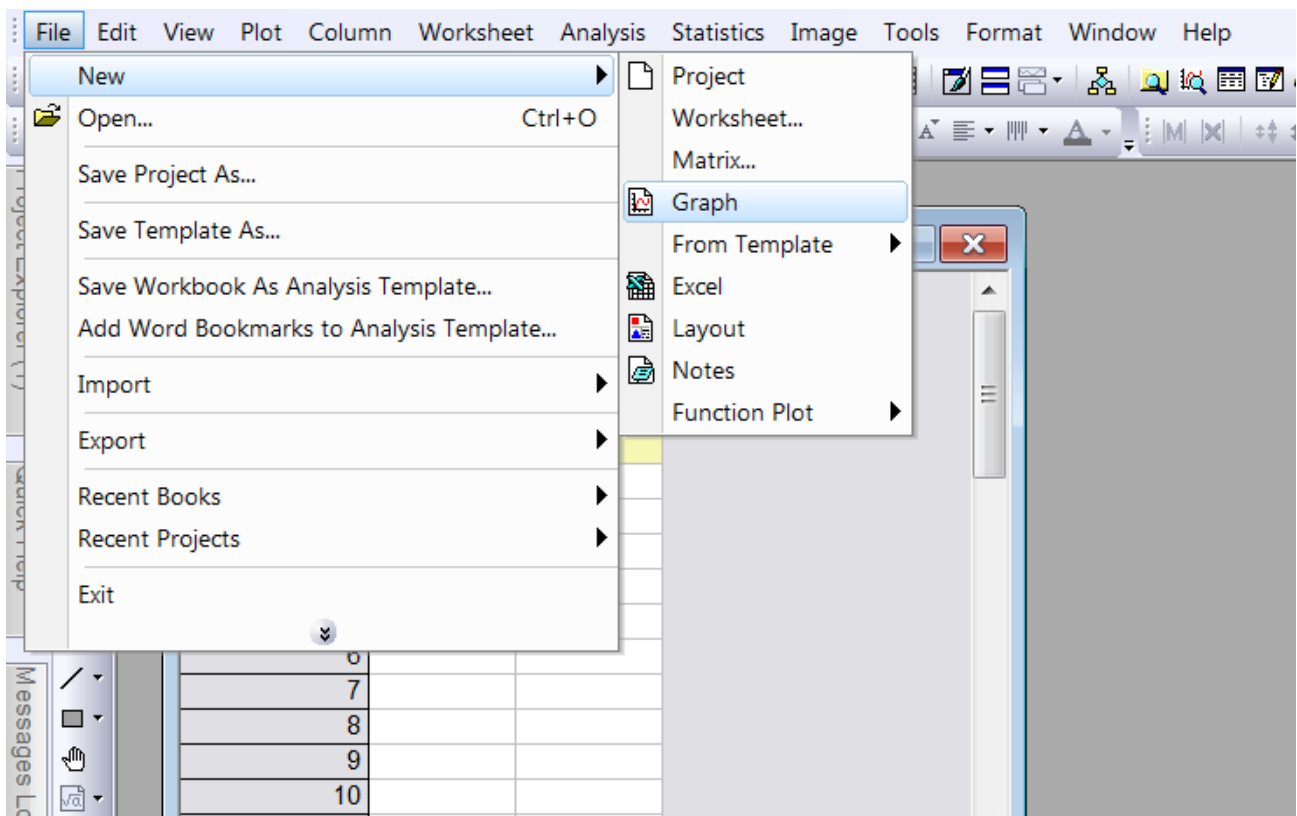 File Edit View Plot Column Worksheet Analysis Statistics Image Tools Format Window Help
New
Open... Ctrl+O
Save Project As...
Save Template As...
Save Workbook As Analysis Template...
Add Word Bookmarks to Analysis Template...
Import
Export
Recent Books
Recent Projects
Exit
Project
Worksheet...
Matrix...
Graph
From Template
Excel
Layout
Notes
Function Plot
Messages Lo
6
7
8
9
10